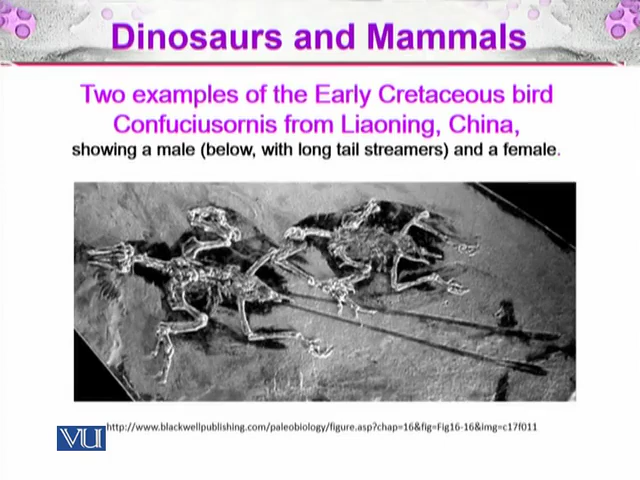 Dinosaurs and Mammals
Two examples of the Early Cretaceous bird
Confuciusornis from Liaoning, China,
showing a male (below, with long tail streamers) and a female.
VU
http://www.blackwellpublishing.com/paleobiology/figure.asp?chap=16&fig=Fig16-16&img=c17f011